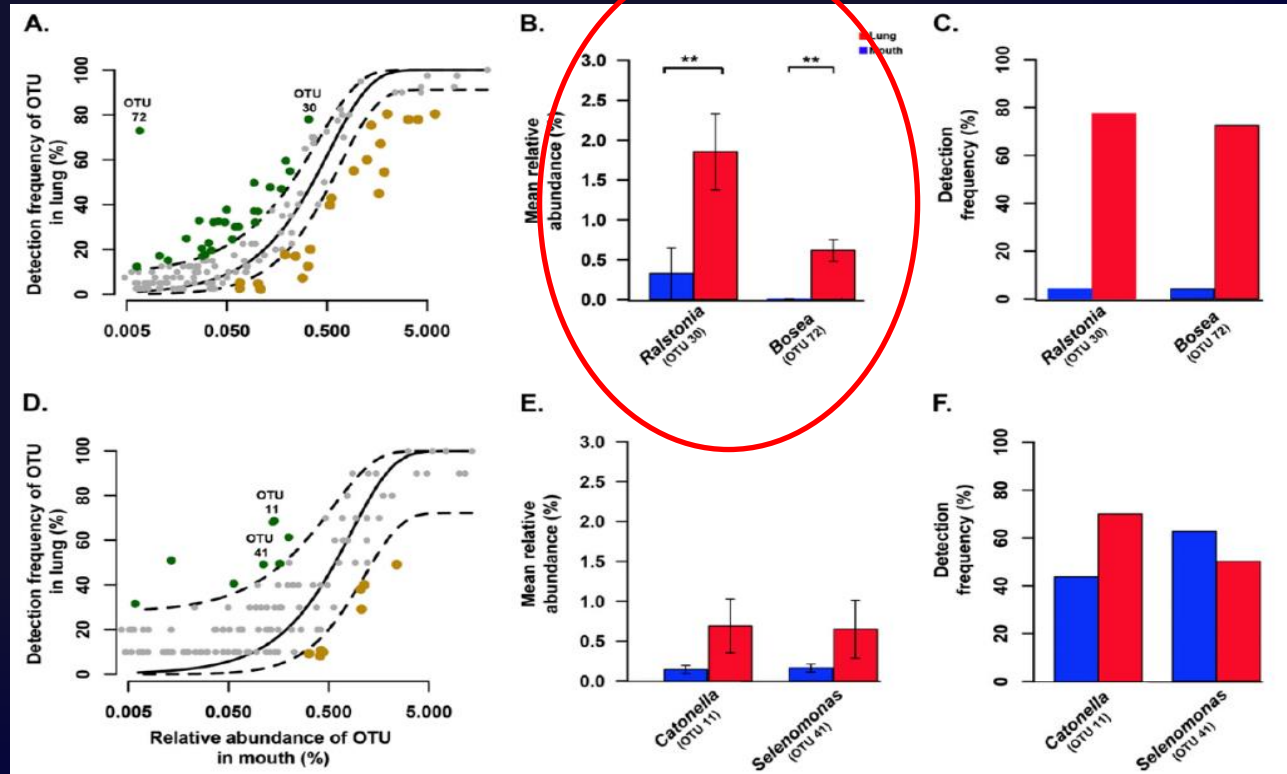 A.
Detection frequency of OTU
in lung (%)
100
80
60
40
20
0
OTU
72
OTU
30
0.005
0.050
0.500
5.000
B.
Lung
Mouth
Mean relative
abundance (%)
3.0
2.5
2.0
1.5
1.0
0.5
0.0
**
**
Ralstonia
(OTU 30)
Bosea
(OTU 72)
C.
Detection
frequency (%)
80
60
40
20
0
Ralstonia
(OTU 30)
Bosea
(OTU 72)
D.
Detection frequency of OTU
in lung (%)
100
80
60
40
20
0
OTU
11
OTU
41
0.005
0.050
0.500
5.000
Relative abundance of OTU
in mouth (%)
E.
Mean relative
abundance (%)
3.0
2.5
2.0
1.5
1.0
0.5
0.0
Catonella
(OTU 11)
Selenomonas
(OTU 41)
F.
Detection
frequency (%)
100
80
60
40
20
0
Catonella
(OTU 11)
Selenomonas
(OTU 41)